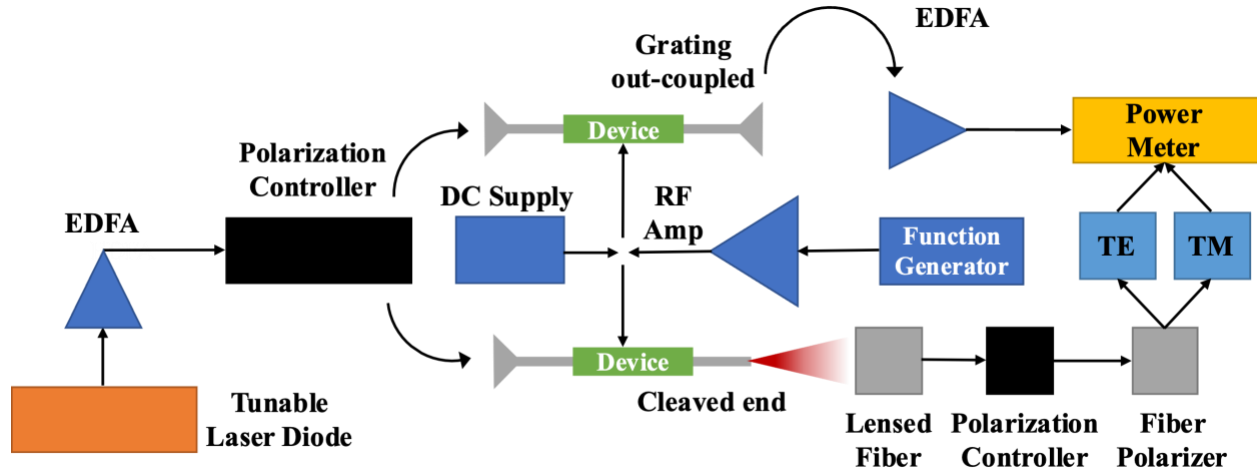 EDFA
Grating
out-coupled
Device
Power
Meter
Polarization
Controller
DC Supply
RF
Amp
EDFA
Function
Generator
TE
TM
Device
Cleaved end
Tunable
Laser Diode
Lensed
Fiber
Polarization
Controller
Fiber
Polarizer